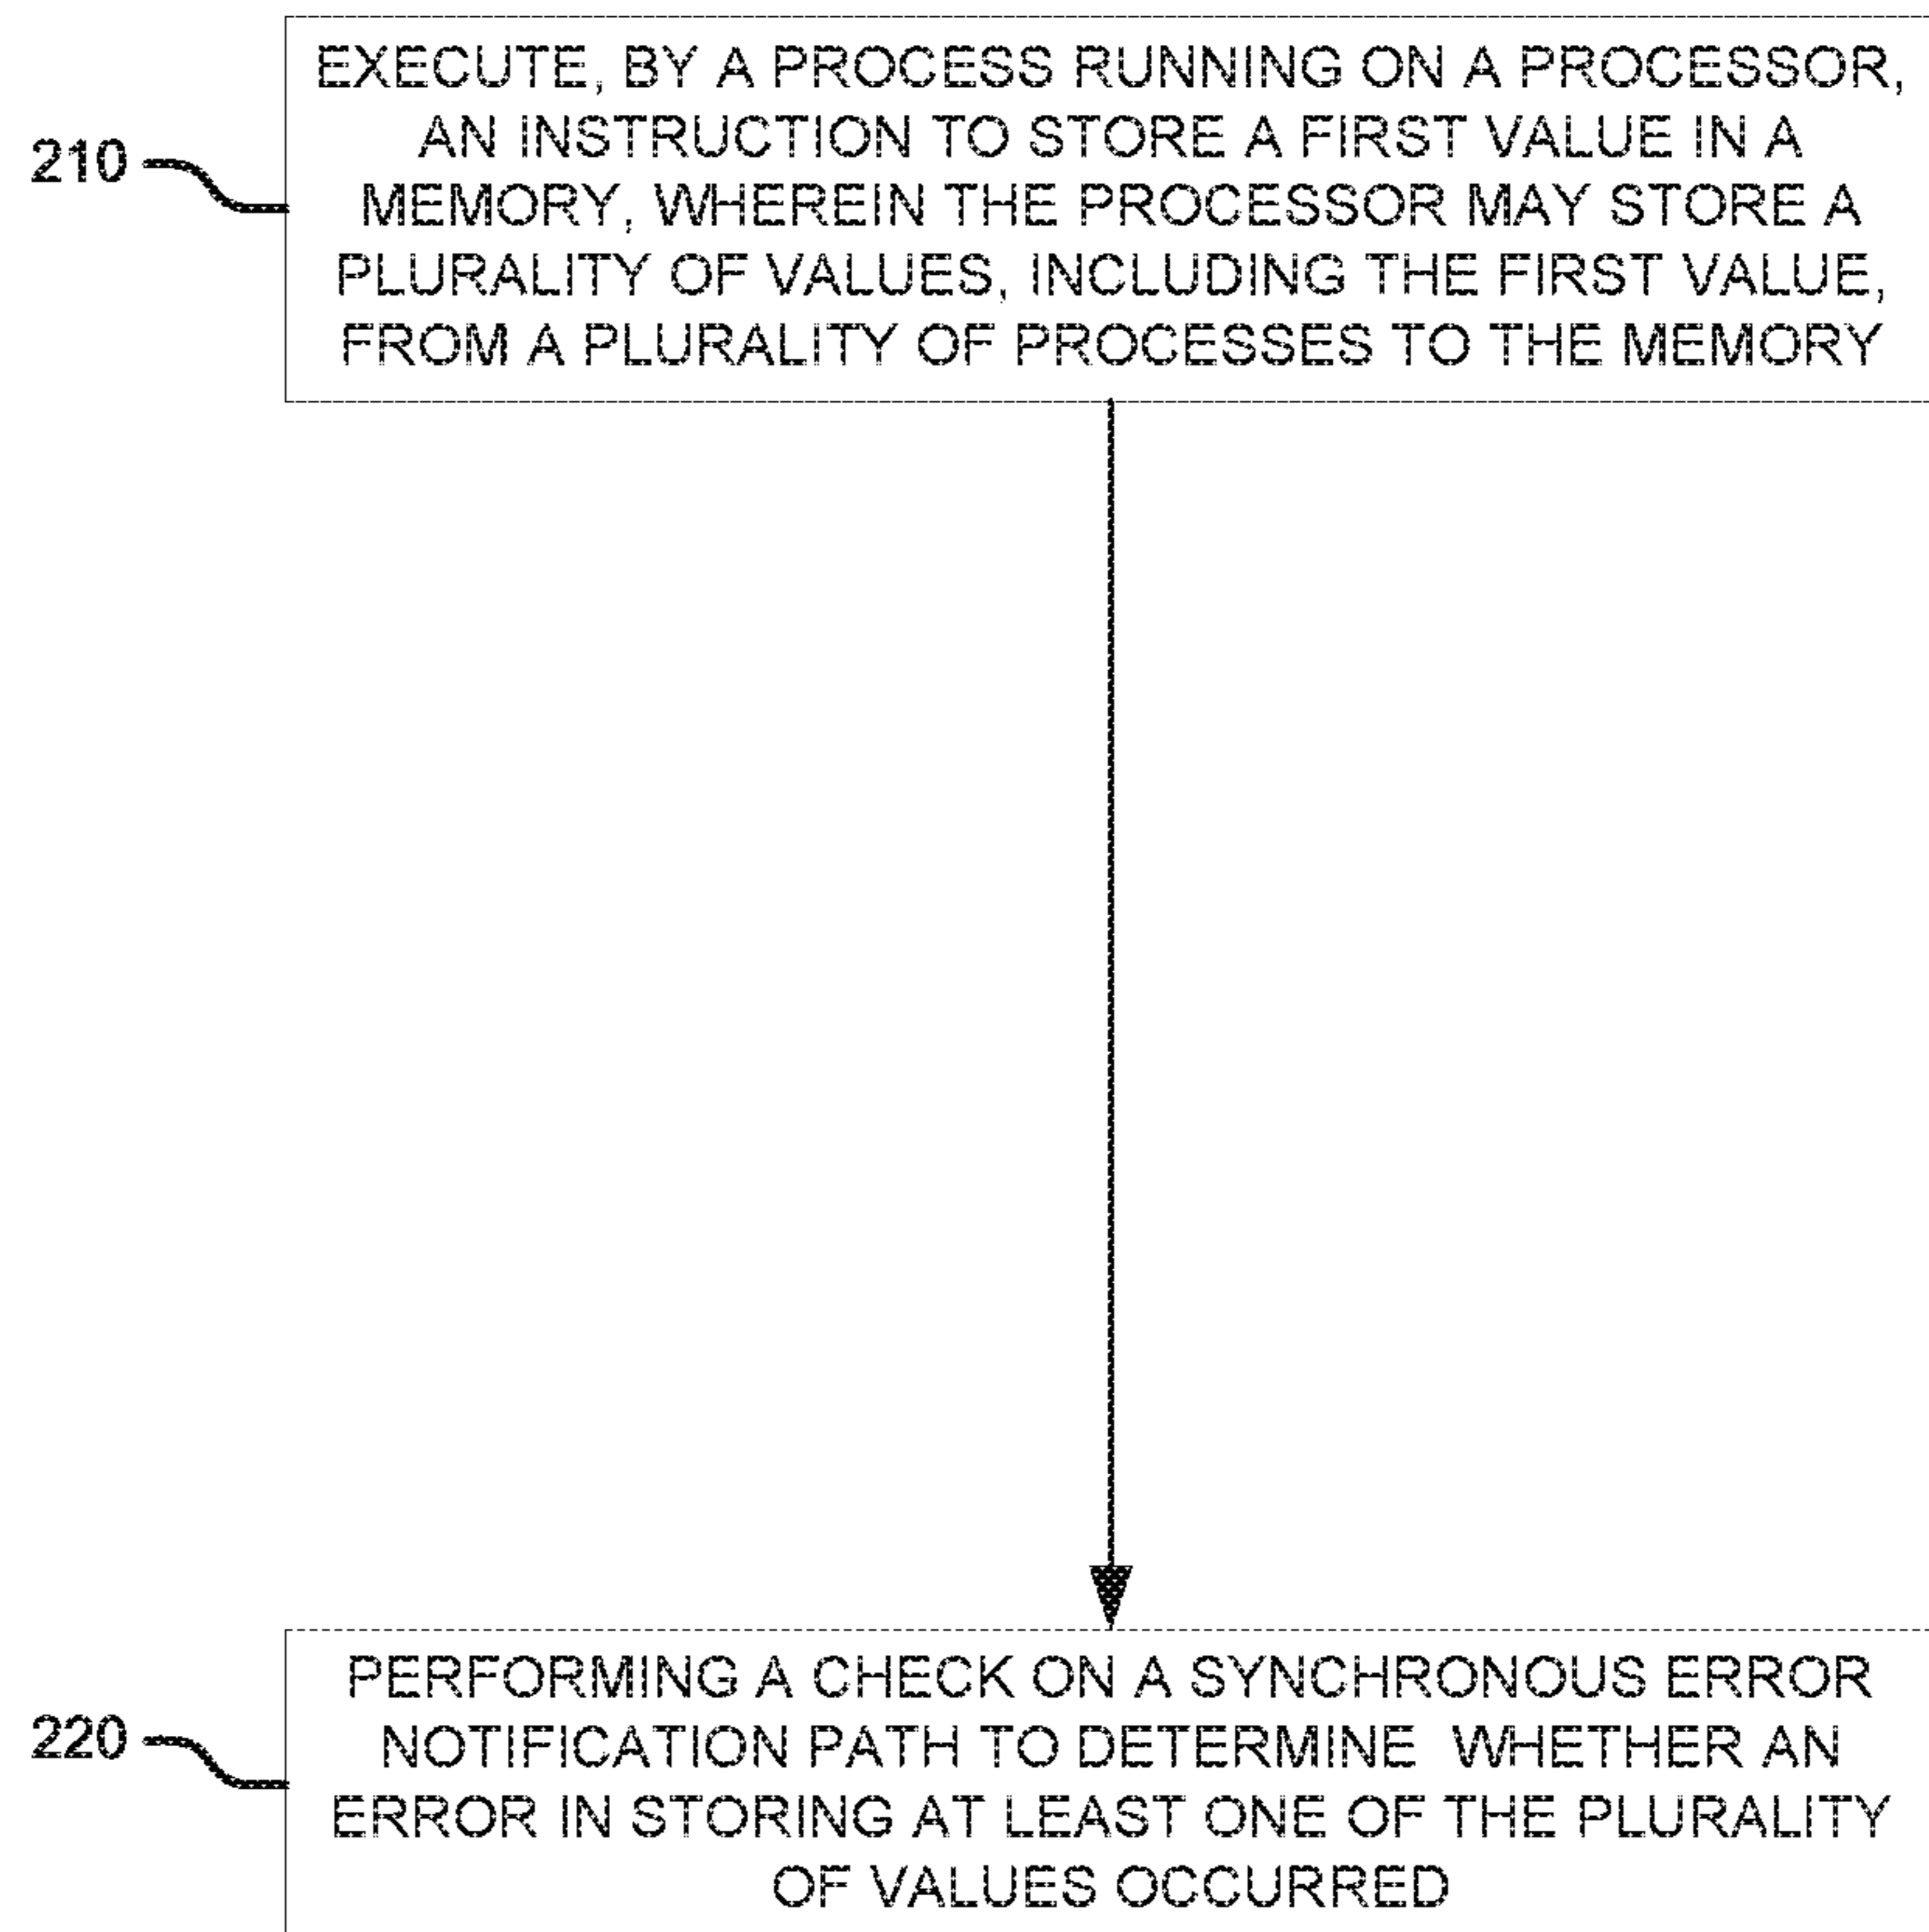 EXECUTE, BY A PROCESS RUNNING ON A PROCESSOR,
AN INSTRUCTION TO STORE A FIRST VALUE IN A
210
MEMORY, WHEREIN THE PROCESSOR MAY STORE A
PLURALITY OF VALUES, INCLUDING THE FIRST VALUE,
FROM A PLURALITY OF PROCESSES TO THE MEMORY
PERFORMING A CHECK ON A SYNCHRONOUS ERROR
220
NOTIFICATION PATH TO DETERMINE WHETHER AN
ERROR IN STORING AT LEAST ONE OF THE PLURALITY
OF VALUES OCCURRED